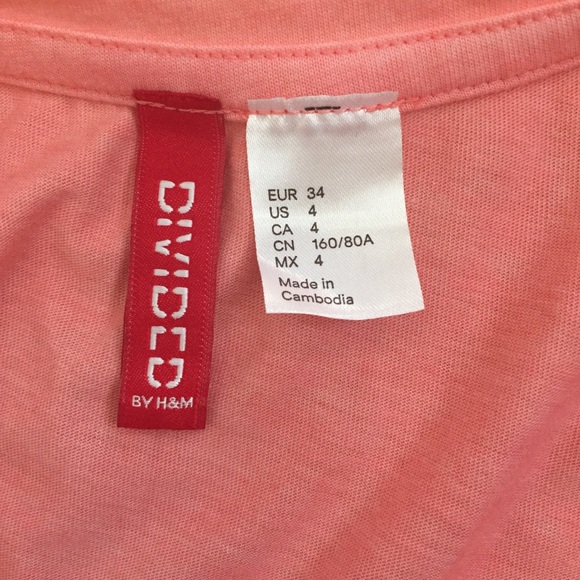 DIVIDED
BY H&M
EUR 34
US 4
CA 4
CN 160/80A
MX 4
Made in
Cambodia